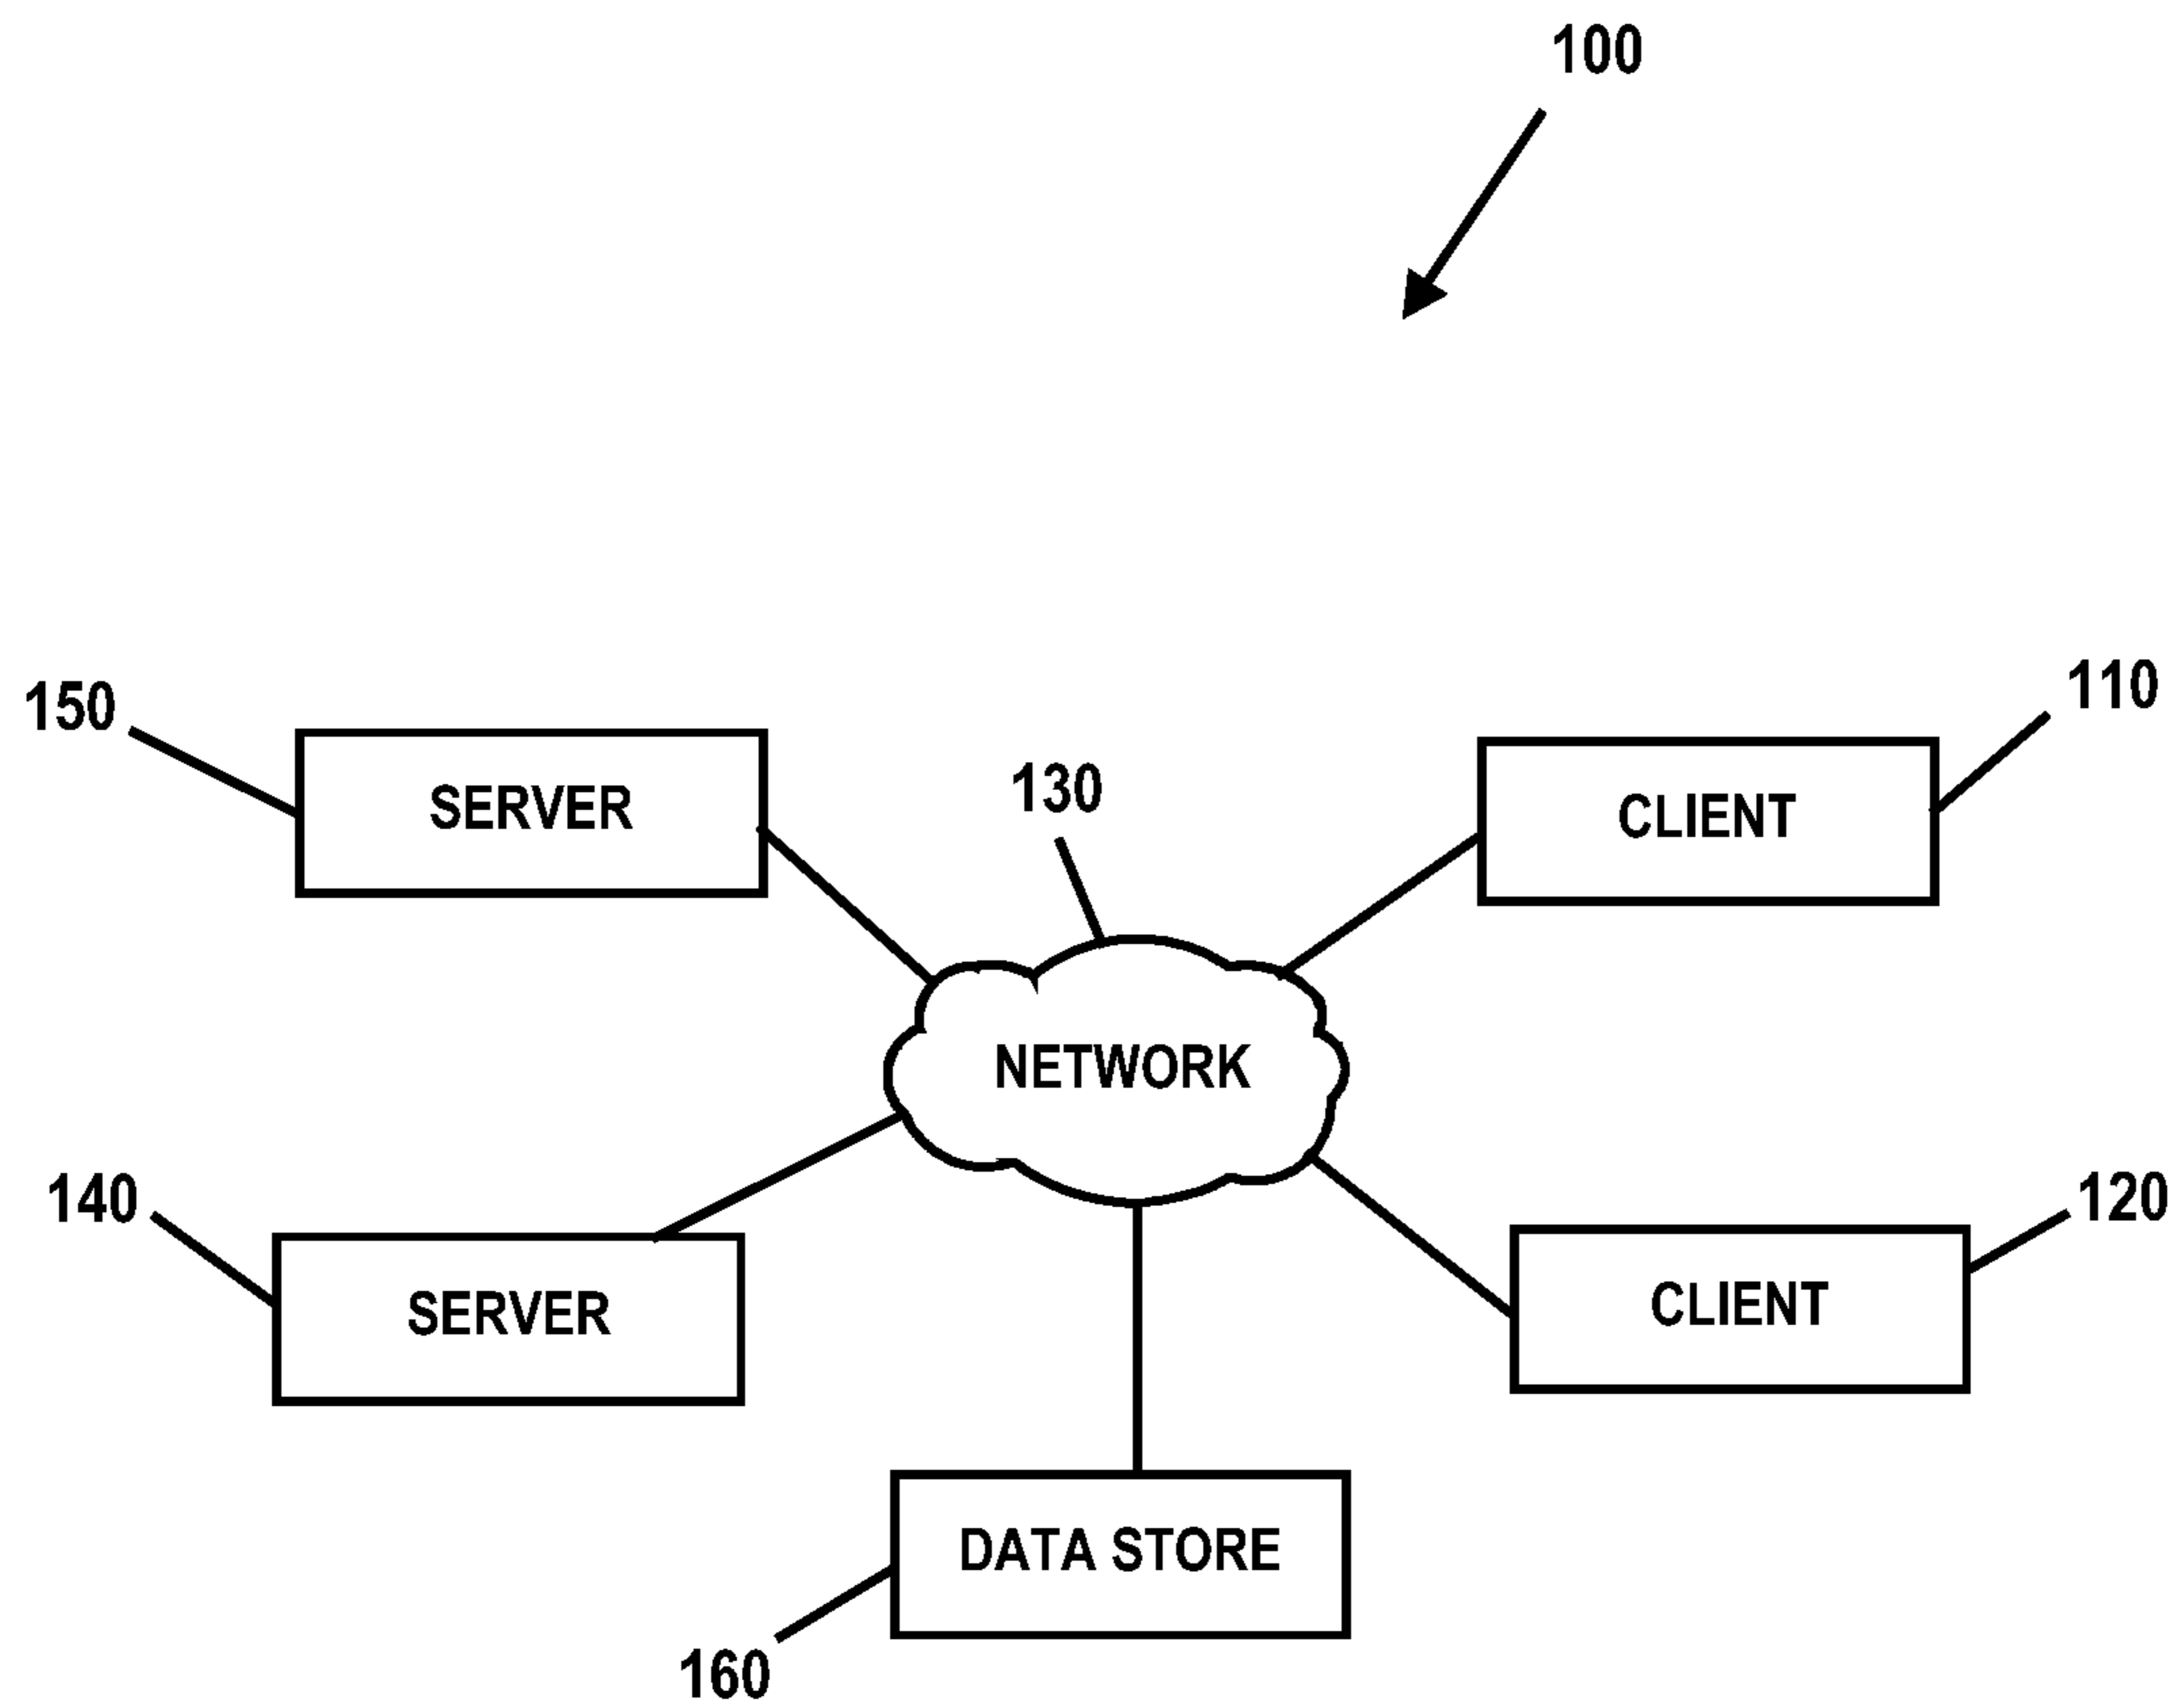 100
150
110
SERVER
130
CLIENT
NETWORK
140
120
SERVER
CLIENT
DATA STORE
160